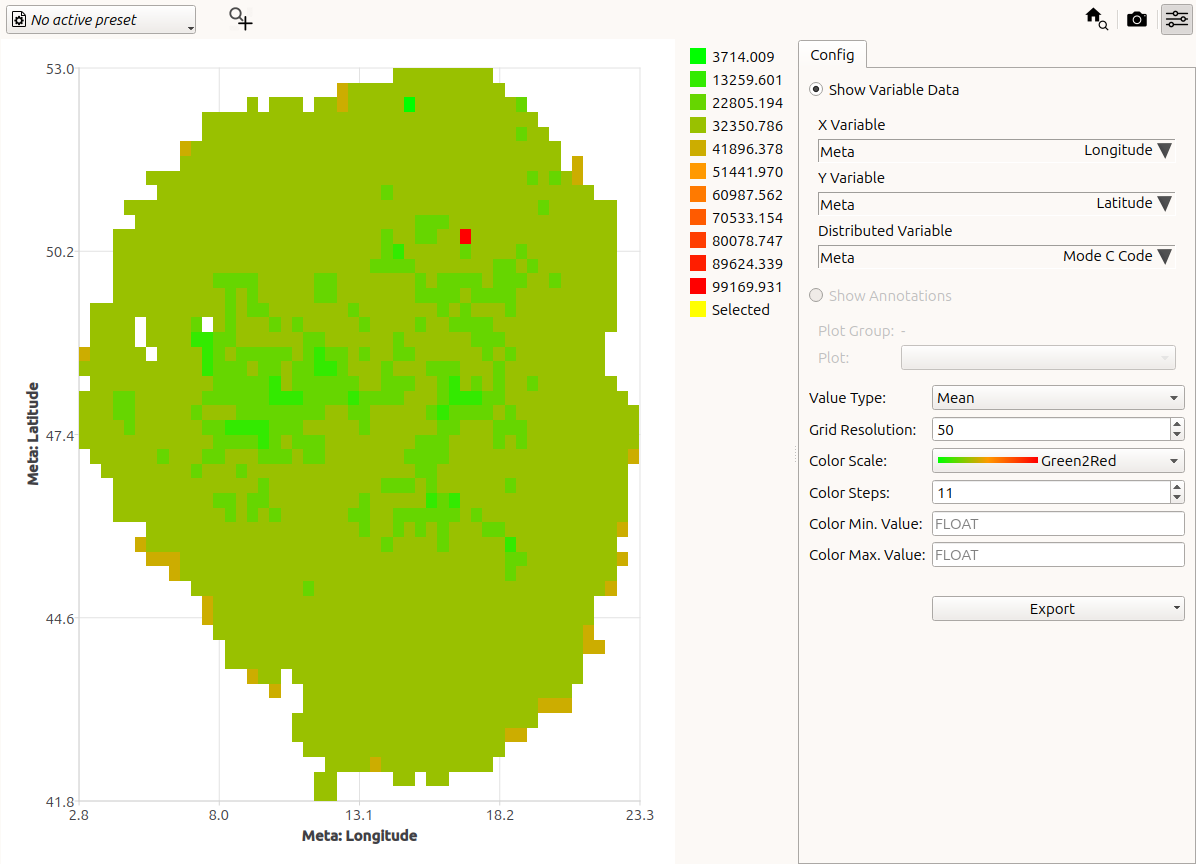 No active preset
53.0
50.2
47.4
44.6
41.8
2.8
8.0
13.1
18.2
23.3
Meta: Latitude
Meta: Longitude
3714.009
13259.601
22805.194
32350.786
41896.378
51441.970
60987.562
70533.154
80078.747
89624.339
99169.931
Selected
Config
Show Variable Data
X Variable
Meta Longitude
Y Variable
Meta Latitude
Distributed Variable
Meta Mode C Code
Show Annotations
Plot Group: -
Plot:
Value Type: Mean
Grid Resolution: 50
Color Scale: Green2Red
Color Steps: 11
Color Min. Value: FLOAT
Color Max. Value: FLOAT
Export